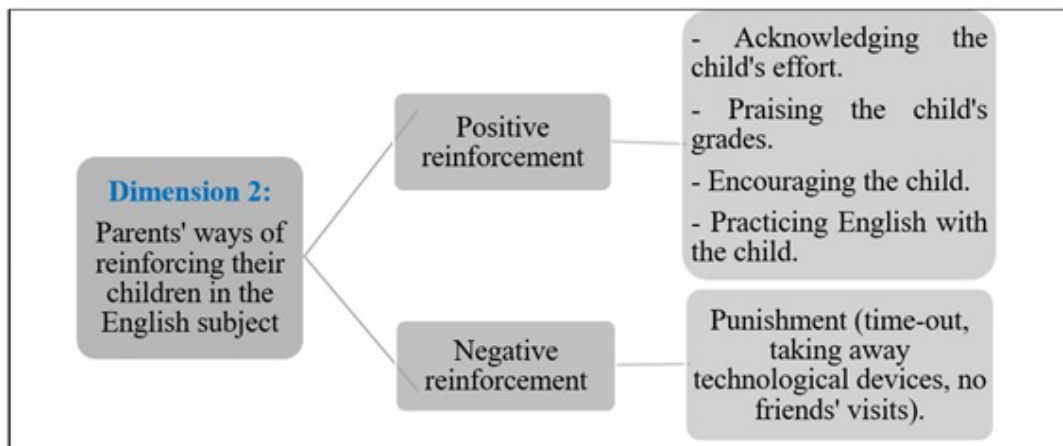 Dimension 2:
Parents' ways of
reinforcing their
children in the
English subject
Positive
reinforcement
- Acknowledging the
child's effort.
- Praising the child's
grades.
- Encouraging the child.
- Practicing English with
the child.
Negative
reinforcement
Punishment (time-out,
taking away
technological devices, no
friends' visits).